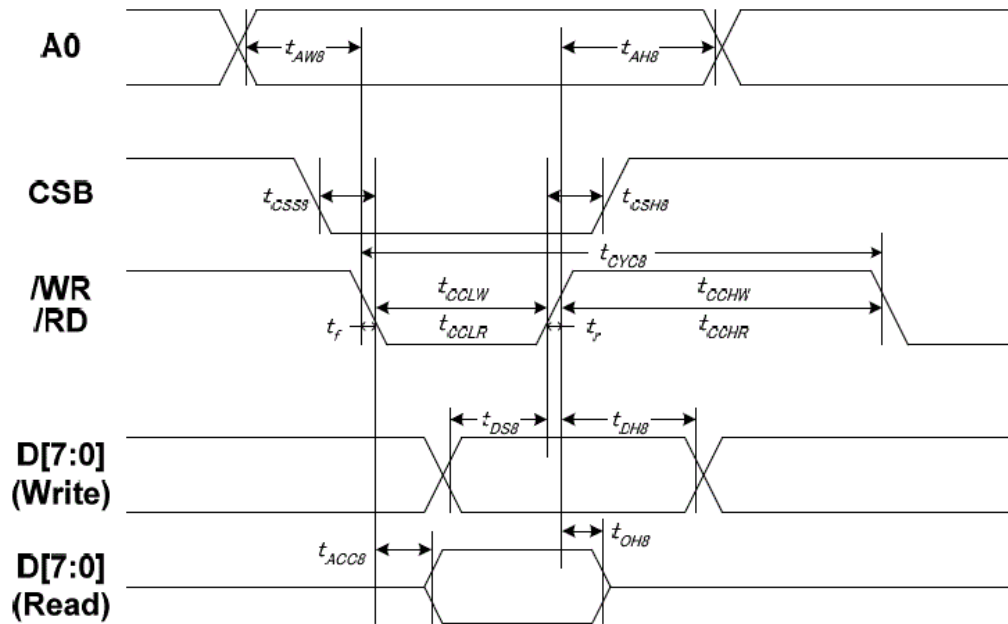 A0
tAW8
tAH8
CSB
tCSS8
tCSH8
tCYC8
/WR
/RD
tCCLW
tCCHW
tf
tCCLR
tr
tCCHR
tDS8
tDH8
D[7:0]
(Write)
tACC8
tOH8
D[7:0]
(Read)